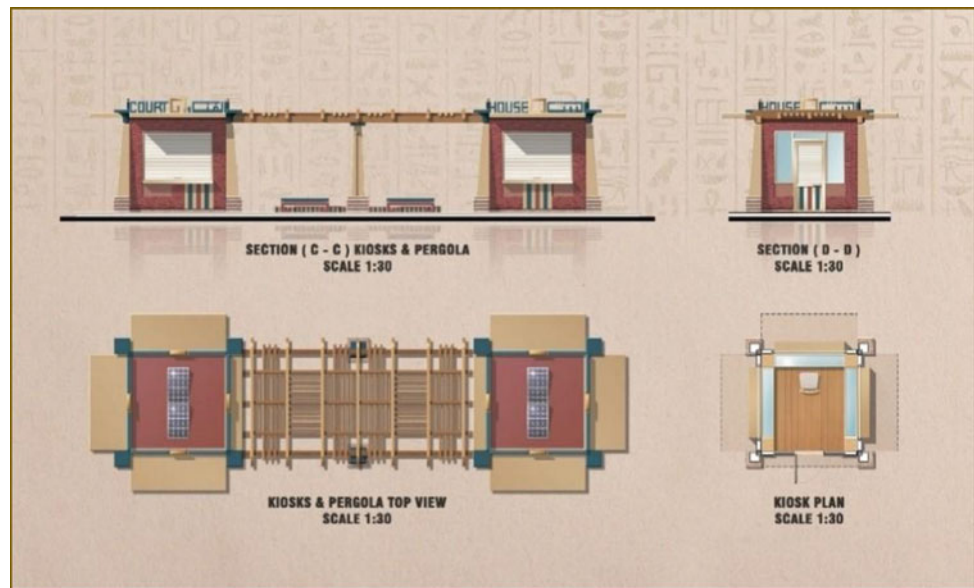 COURT
HOUSE
HOUSE
SECTION ( C - C ) KIOSKS & PERGOLA
SCALE 1:30
SECTION ( D - D )
SCALE 1:30
KIOSKS & PERGOLA TOP VIEW
SCALE 1:30
KIOSK PLAN
SCALE 1:30